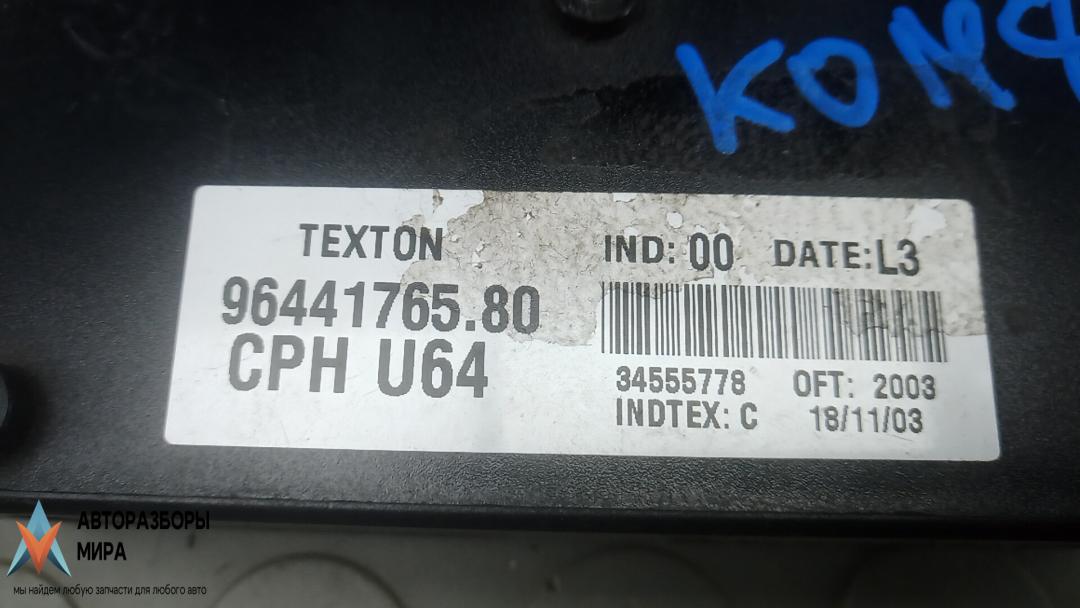 TEXTON
96441765.80
CPH U64
IND: 00 DATE: L3
34555778 OFT: 2003
INDTEX: C 18/11/03
АВТОРАЗБОРЫ
МИРА
мы найдем любую запчасти для любого авто